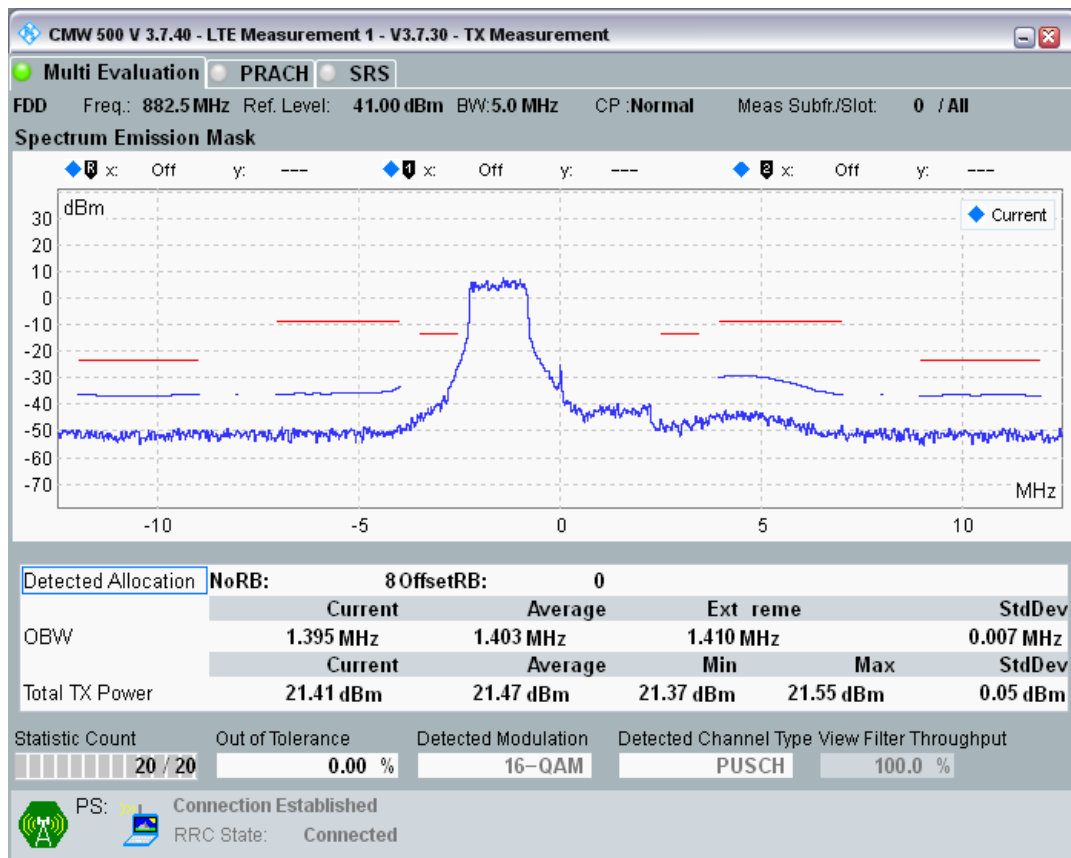 CMW 500 V 3.7.40 - LTE Measurement 1 - V3.7.30 - TX Measurement
Multi Evaluation PRACH SRS
FDD Freq.: 882.5 MHz Ref. Level: 41.00 dBm BW:5.0 MHz CP :Normal Meas Subfr./Slot: 0 / All
Spectrum Emission Mask
R x: Off y: --- 1 x: Off y: --- 2 x: Off y: ---
dBm
Current
30
20
10
0
-10
-20
-30
-40
-50
-60
-70
MHz
-10 -5 0 5 10
Detected Allocation NoRB: 8 OffsetRB: 0
Current Average Ext reme StdDev
OBW 1.395 MHz 1.403 MHz 1.410 MHz 0.007 MHz
Current Average Min Max StdDev
Total TX Power 21.41 dBm 21.47 dBm 21.37 dBm 21.55 dBm 0.05 dBm
Statistic Count Out of Tolerance Detected Modulation Detected Channel Type View Filter Throughput
20 / 20 0.00 % 16-QAM PUSCH 100.0 %
PS: Connection Established
RRC State: Connected